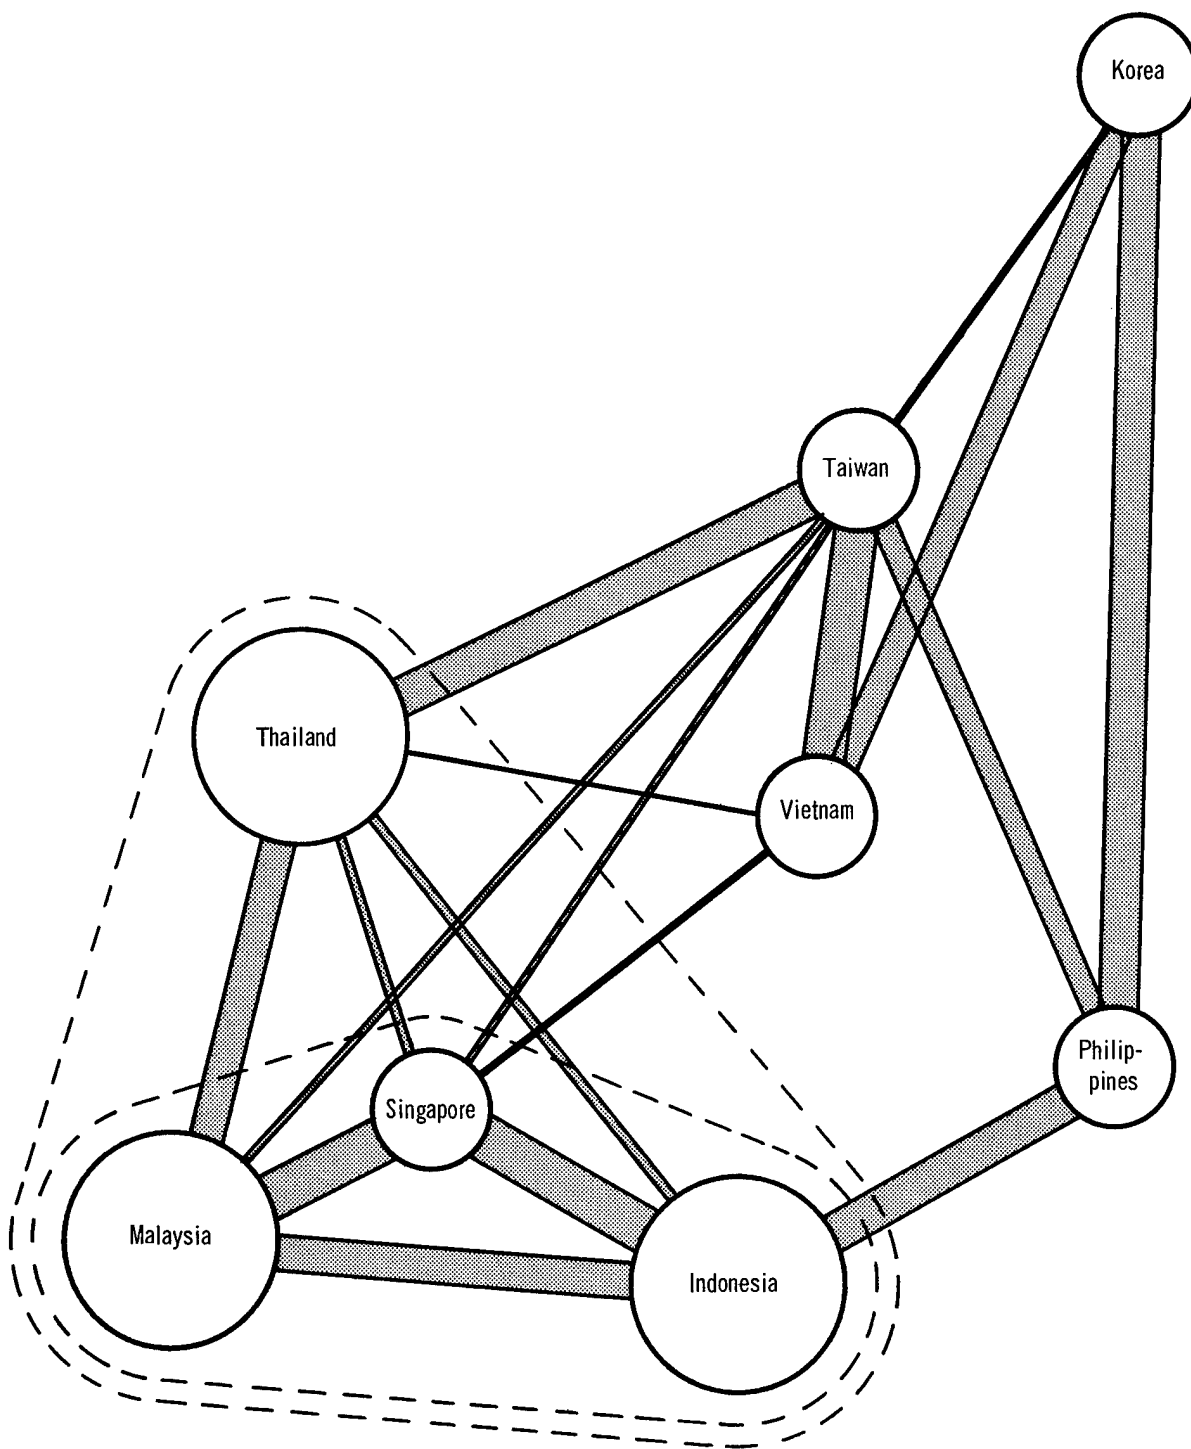 Korea
Taiwan
Thailand
Vietnam
Philip-
pines
Singapore
Malaysia
Indonesia